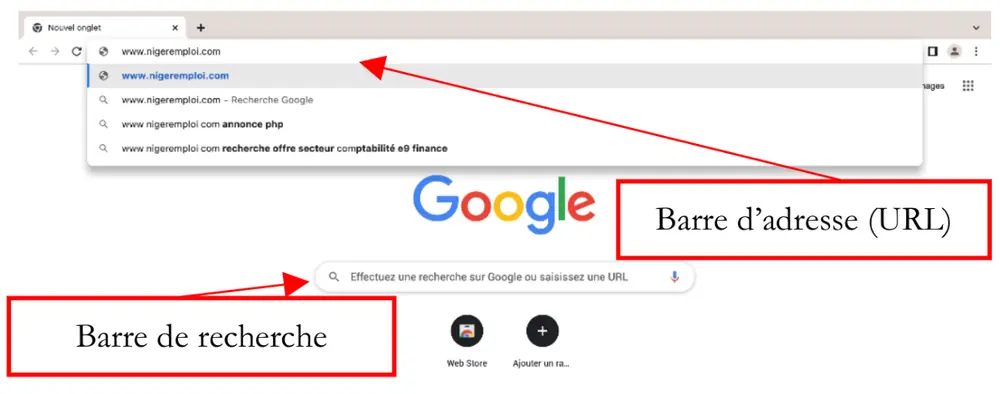 Nouvel onglet
www.nigeremploi.com
www.nigeremploi.com
www.nigeremploi.com - Recherche Google
www nigeremploi com annonce php
www nigeremploi com recherche offre secteur comptabilité e9 finance
nages
Google
Barre d'adresse (URL)
Effectuez une recherche sur Google ou saisissez une URL
Barre de recherche
Web Store
Ajouter un ra...